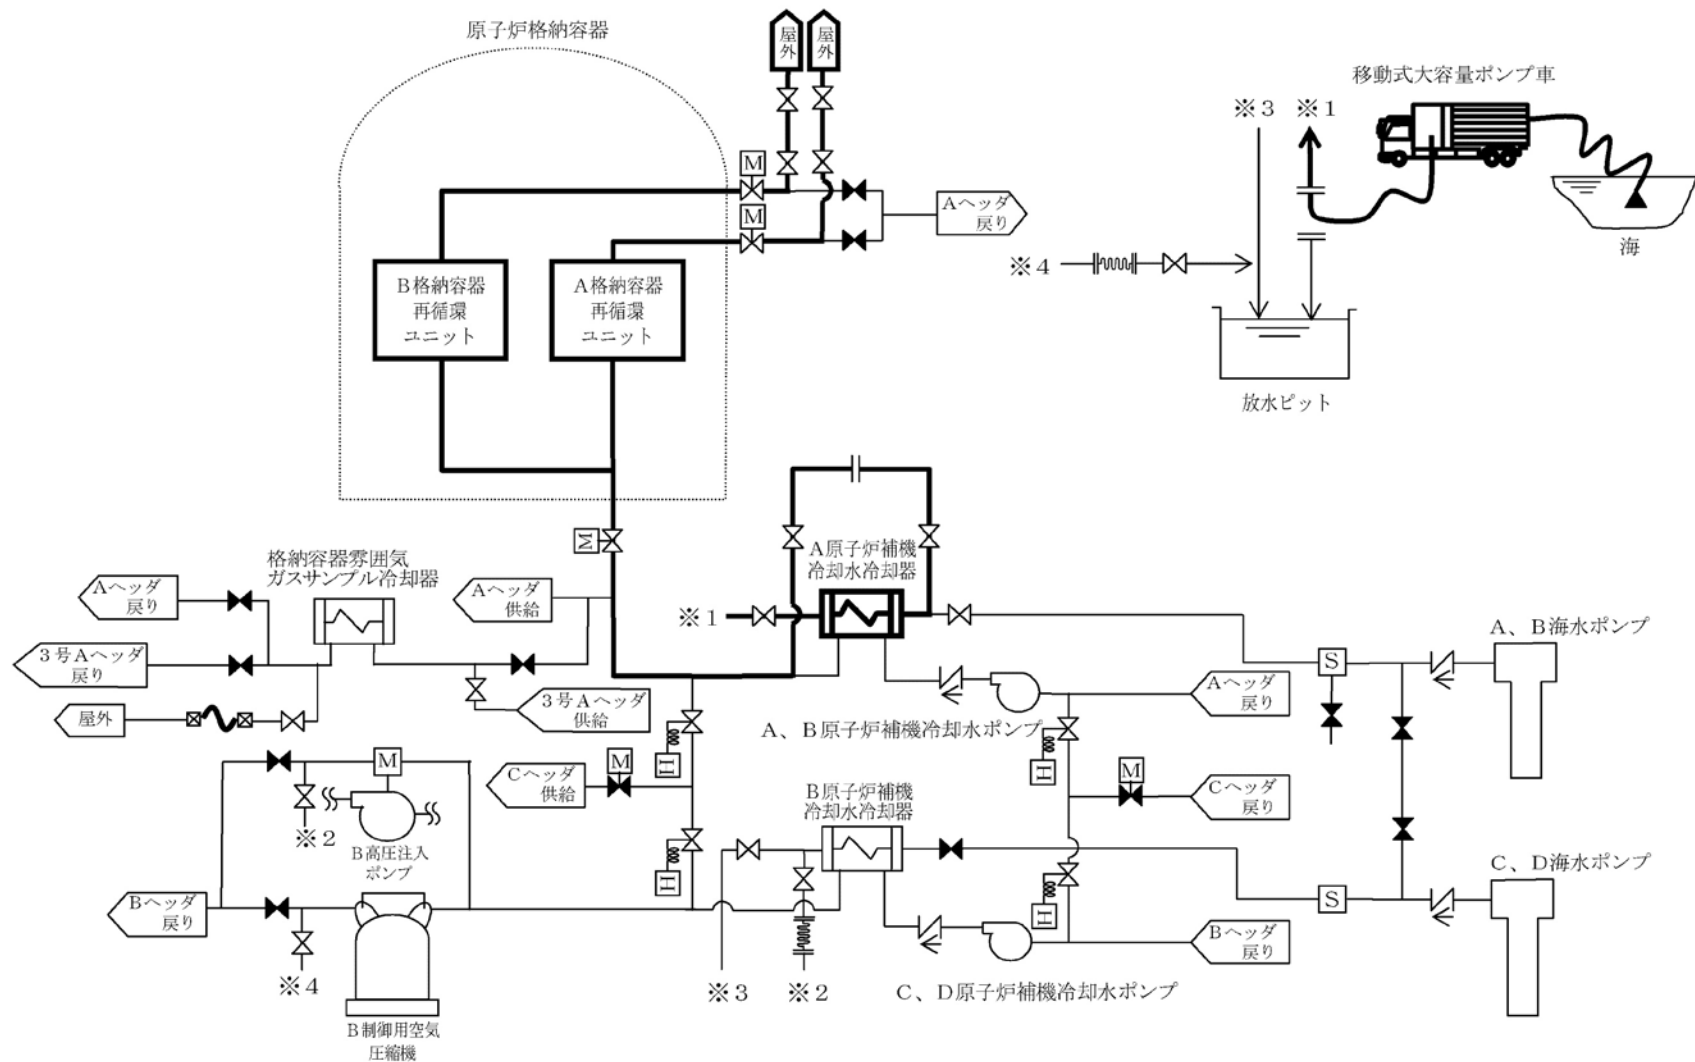 原子炉格納容器
屋外
屋外
移動式大容量ポンプ車
※3
※1
M
M
Aヘッダ
戻り
海
※4
B格納容器
再循環
ユニット
A格納容器
再循環
ユニット
放水ピット
M
格納容器雰囲気
ガスサンプル冷却器
A原子炉補機
冷却水冷却器
Aヘッダ
戻り
Aヘッダ
供給
※1
A、B海水ポンプ
3号Aヘッダ
戻り
S
Aヘッダ
戻り
3号Aヘッダ
供給
屋外
A、B原子炉補機冷却水ポンプ
H
H
M
M
Cヘッダ
供給
M
Cヘッダ
戻り
B原子炉補機
冷却水冷却器
※2
B高圧注入
ポンプ
C、D海水ポンプ
H
H
S
Bヘッダ
戻り
Bヘッダ
戻り
※4
※3
※2
C、D原子炉補機冷却水ポンプ
B制御用空気
圧縮機